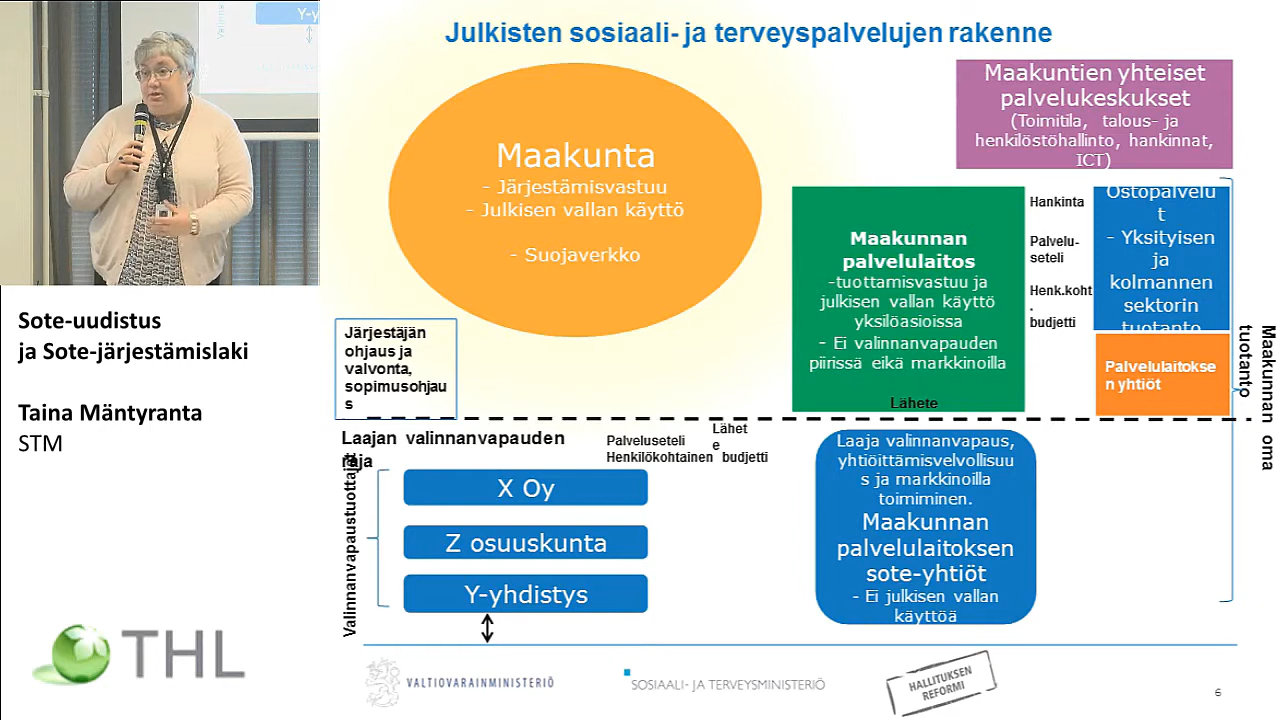 Julkisten sosiaali- ja terveyspalvelujen rakenne
Maakunta
- Järjestämisvastuu
- Julkisen vallan käyttö
- Suojaverkko
Maakuntien yhteiset
palvelukeskukset
(Toimitila, talous- ja
henkilöstöhallinto, hankinnat,
ICT)
Maakunnan
palvelulaitos
-tuottamisvastuu ja
julkisen vallan käyttö
yksilöasioissa
- Ei valinnanvapauden
piirissä eikä markkinoilla
Lähete
Hankinta
Palvelu-
seteli
Henk.koht
.
budjetti
Ostopalvelu
t
- Yksityisen
ja
kolmannen
sektorin
tuotanto
Palvelulaitokse
n yhtiöt
Maakunnan oma
tuotanto
Järjestäjän
ohjaus ja
valvonta,
sopimusohjau
s
Laajan valinnanvapauden
raja
Palveluseteli
Henkilökohtainen budjetti
Lähet
e
Valinnanvapaustuottaja
X Oy
Z osuuskunta
Y-yhdistys
Laaja valinnanvapaus,
yhtiöittämisvelvollisuu
s ja markkinoilla
toimiminen.
Maakunnan
palvelulaitoksen
sote-yhtiöt
- Ei julkisen vallan
käyttöä
Sote-uudistus
ja Sote-järjestämislaki
Taina Mäntyranta
STM
THL
VALTIOVARAINMINISTERIÖ
SOSIAALI- JA TERVEYSMINISTERIÖ
HALLITUKSEN
REFORMI
6